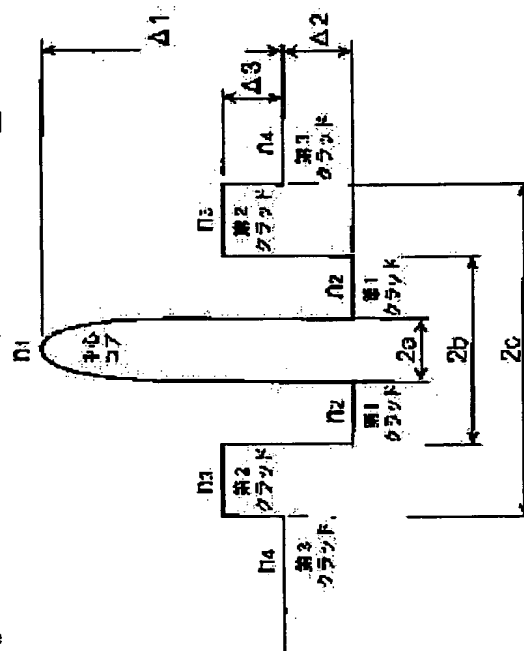 n1
中心
コア
Δ1
n3
第2
クラッド
n3
第2
クラッド
Δ3
n4
第3
クラッド
n4
第3
クラッド
Δ2
n2
第1
クラッド
n2
第1
クラッド
2a
2b
2c